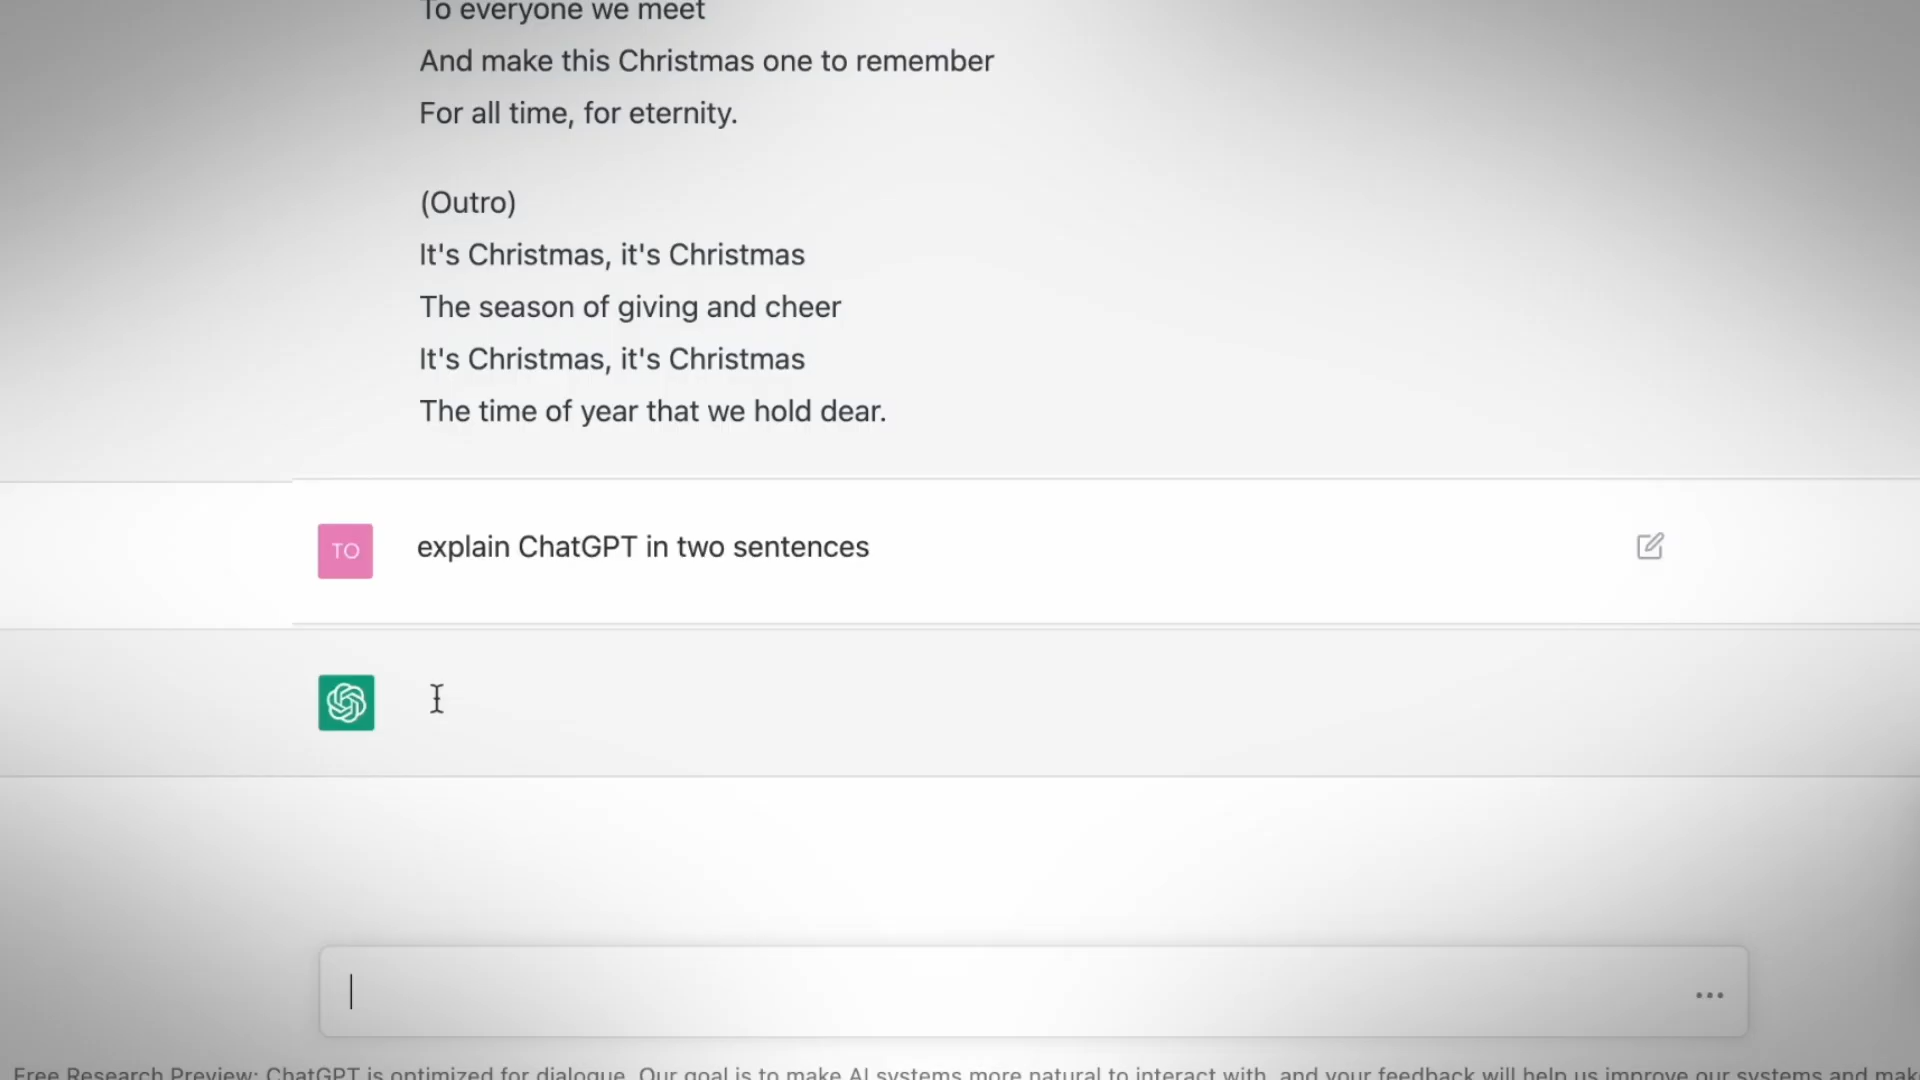 To everyone we meet
And make this Christmas one to remember
For all time, for eternity.
(Outro)
It's Christmas, it's Christmas
The season of giving and cheer
It's Christmas, it's Christmas
The time of year that we hold dear.
TO
explain ChatGPT in two sentences
Free Research Preview: ChatGPT is optimized for dialogue. Our goal is to make AI systems more natural to interact with, and your feedback will help us improve our systems and make